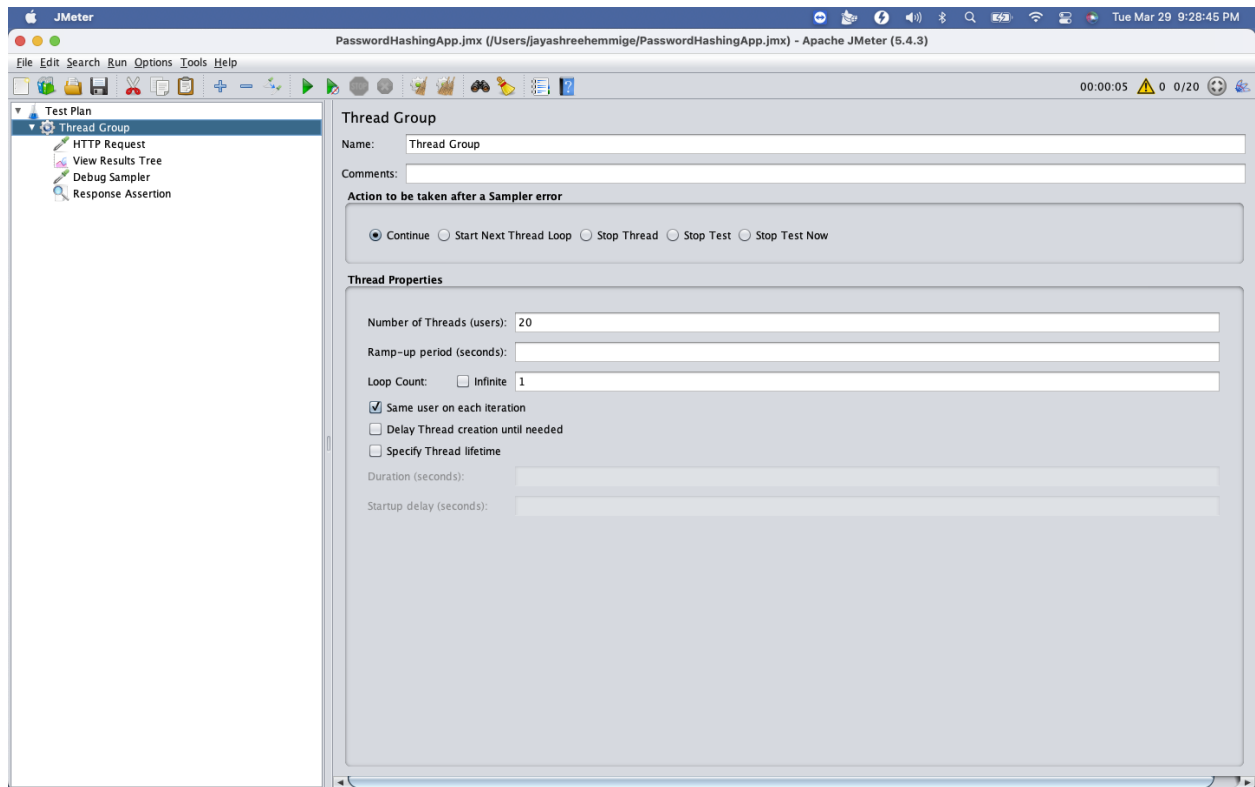 JMeter
Tue Mar 29 9:28:45 PM
PasswordHashingApp.jmx (/Users/jayashreehemmige/PasswordHashingApp.jmx) - Apache JMeter (5.4.3)
File Edit Search Run Options Tools Help
00:00:05 0 0/20
Test Plan
Thread Group
HTTP Request
View Results Tree
Debug Sampler
Response Assertion
Thread Group
Name: Thread Group
Comments:
Action to be taken after a Sampler error
Continue Start Next Thread Loop Stop Thread Stop Test Stop Test Now
Thread Properties
Number of Threads (users): 20
Ramp-up period (seconds):
Loop Count: Infinite 1
Same user on each iteration
Delay Thread creation until needed
Specify Thread lifetime
Duration (seconds):
Startup delay (seconds):